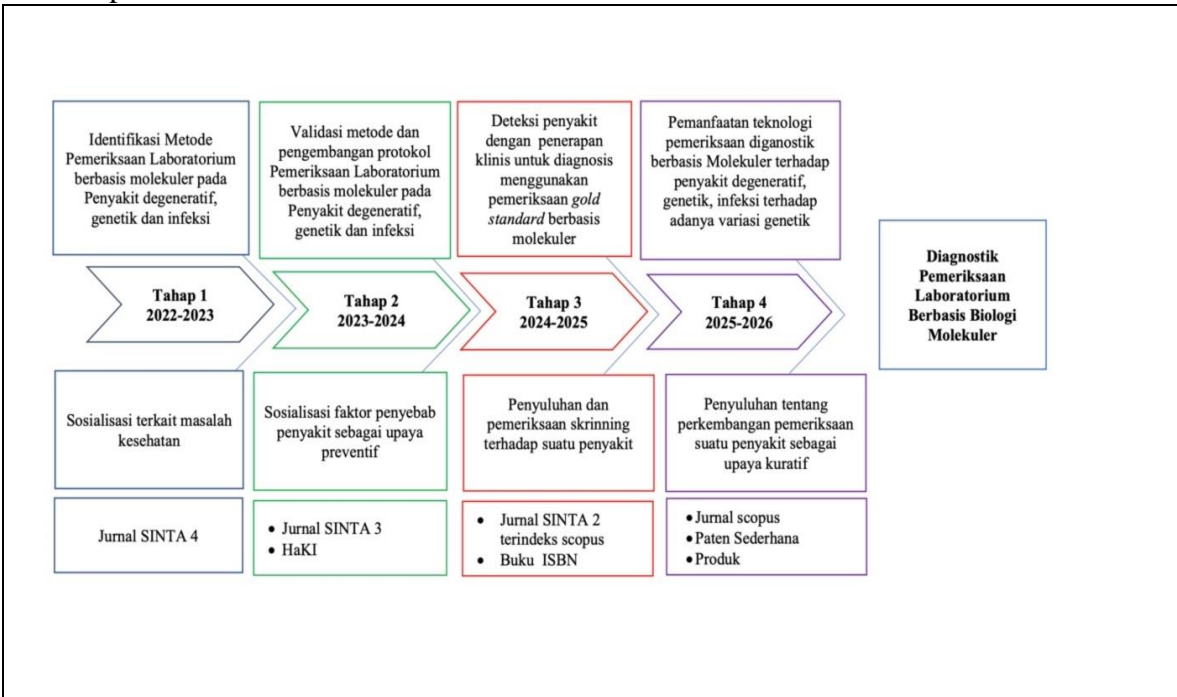 Identifikasi Metode
Pemeriksaan Laboratorium
berbasis molekuler pada
Penyakit degeneratif,
genetik dan infeksi
Validasi metode dan
pengembangan protokol
Pemeriksaan Laboratorium
berbasis molekuler pada
Penyakit degeneratif,
genetik dan infeksi
Deteksi penyakit
dengan penerapan
klinis untuk diagnosis
menggunakan
pemeriksaan gold
standard berbasis
molekuler
Pemanfaatan teknologi
pemeriksaan diganostik
berbasis Molekuler terhadap
penyakit degeneratif,
genetik, infeksi terhadap
adanya variasi genetik
Tahap 1
2022-2023
Tahap 2
2023-2024
Tahap 3
2024-2025
Tahap 4
2025-2026
Diagnostik
Pemeriksaan
Laboratorium
Berbasis Biologi
Molekuler
Sosialisasi terkait masalah
kesehatan
Sosialisasi faktor penyebab
penyakit sebagai upaya
preventif
Penyuluhan dan
pemeriksaan skrinning
terhadap suatu penyakit
Penyuluhan tentang
perkembangan pemeriksaan
suatu penyakit sebagai
upaya kuratif
Jurnal SINTA 4
• Jurnal SINTA 3
• HaKI
• Jurnal SINTA 2
terindeks scopus
• Buku ISBN
• Jurnal scopus
• Paten Sederhana
• Produk